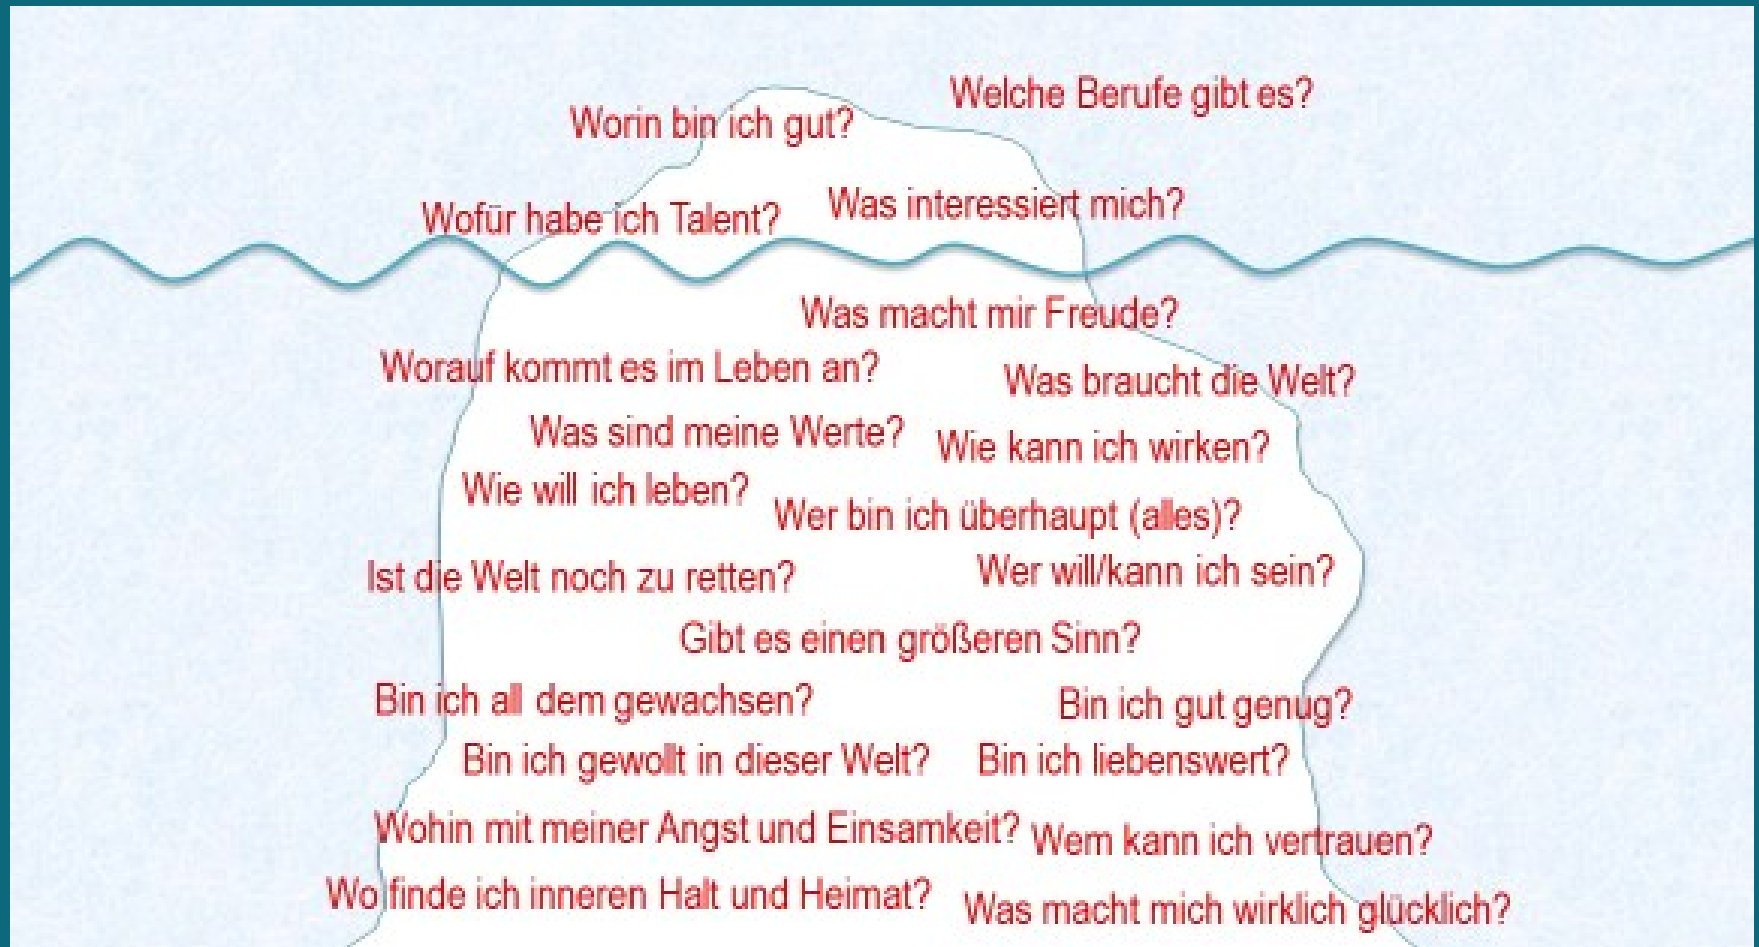 Welche Berufe gibt es?
Worin bin ich gut?
Was interessiert mich?
Wofür habe ich Talent?
Was macht mir Freude?
Worauf kommt es im Leben an?
Was braucht die Welt?
Was sind meine Werte?
Wie kann ich wirken?
Wie will ich leben?
Wer bin ich überhaupt (alles)?
Ist die Welt noch zu retten?
Wer will/kann ich sein?
Gibt es einen größeren Sinn?
Bin ich all dem gewachsen?
Bin ich gut genug?
Bin ich gewollt in dieser Welt?
Bin ich liebenswert?
Wohin mit meiner Angst und Einsamkeit?
Wem kann ich vertrauen?
Wo finde ich inneren Halt und Heimat?
Was macht mich wirklich glücklich?